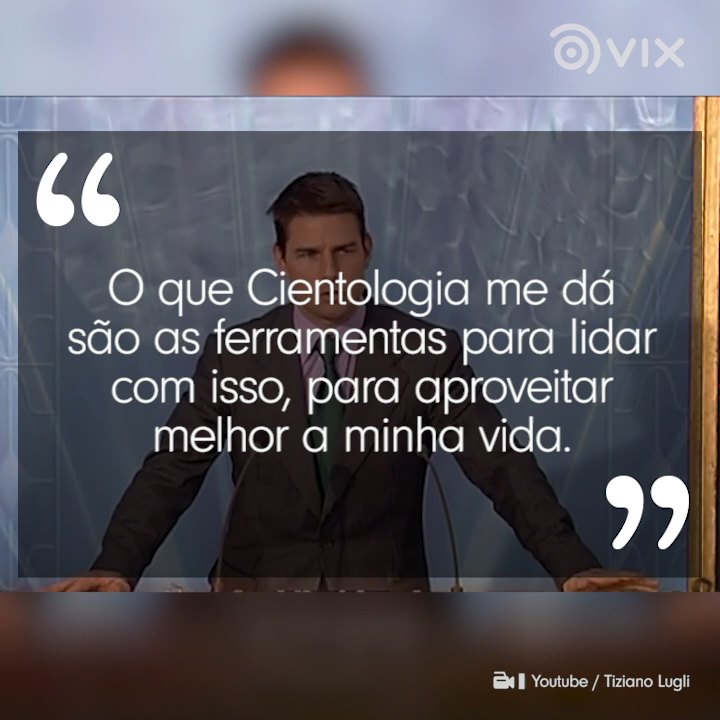 VIX
“
O que Cientologia me dá
são as ferramentas para lidar
com isso, para aproveitar
melhor a minha vida.
”
Youtube / Tiziano Lugli